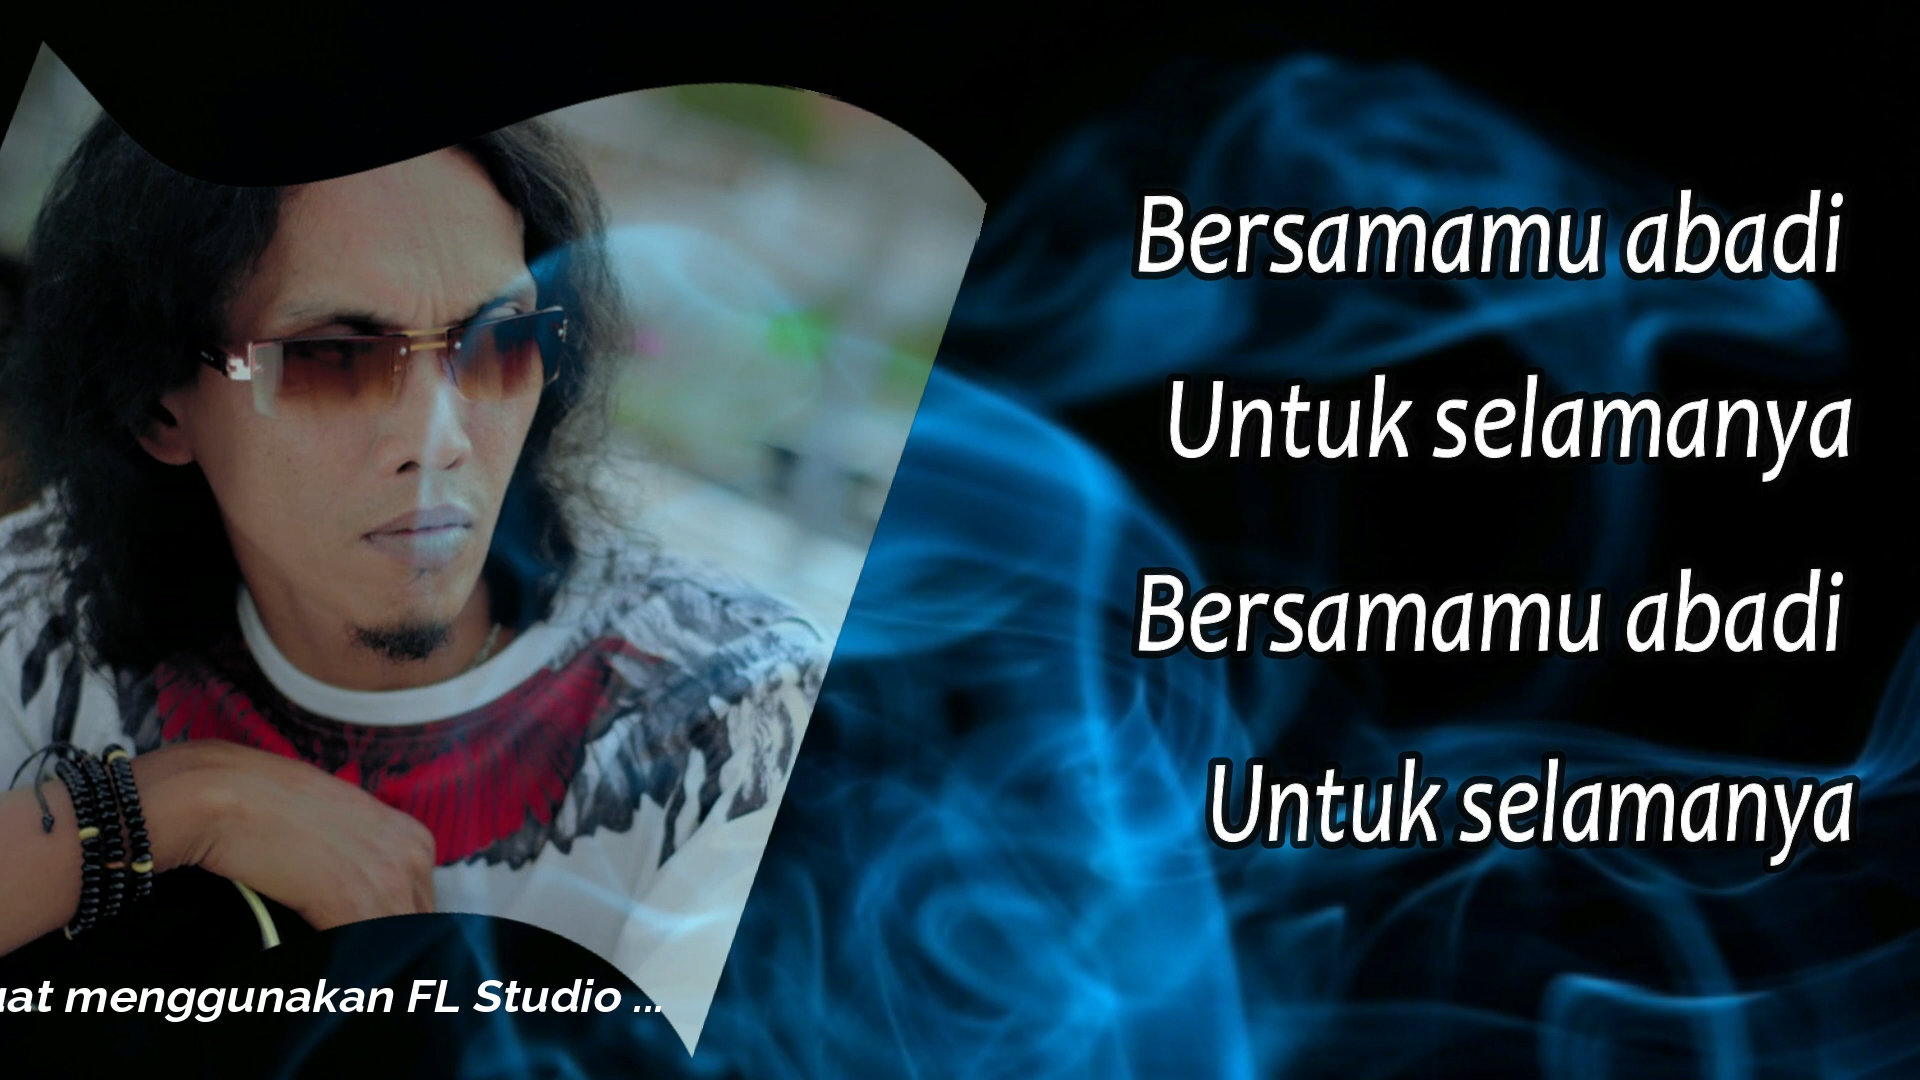 Bersamamu abadi
Untuk selamanya
Bersamamu abadi
Untuk selamanya
menggunakan FL Studio ...